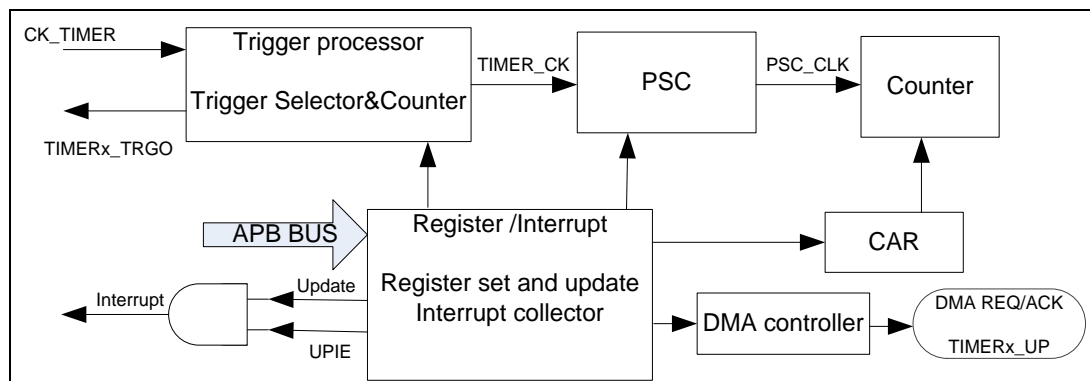 CK_TIMER
Trigger processor
Trigger Selector&Counter
TIMERx_TRGO
TIMER_CK
PSC
PSC_CLK
Counter
APB BUS
Register /Interrupt
Register set and update
Interrupt collector
CAR
Interrupt
Update
UPIE
DMA controller
DMA REQ/ACK
TIMERx_UP